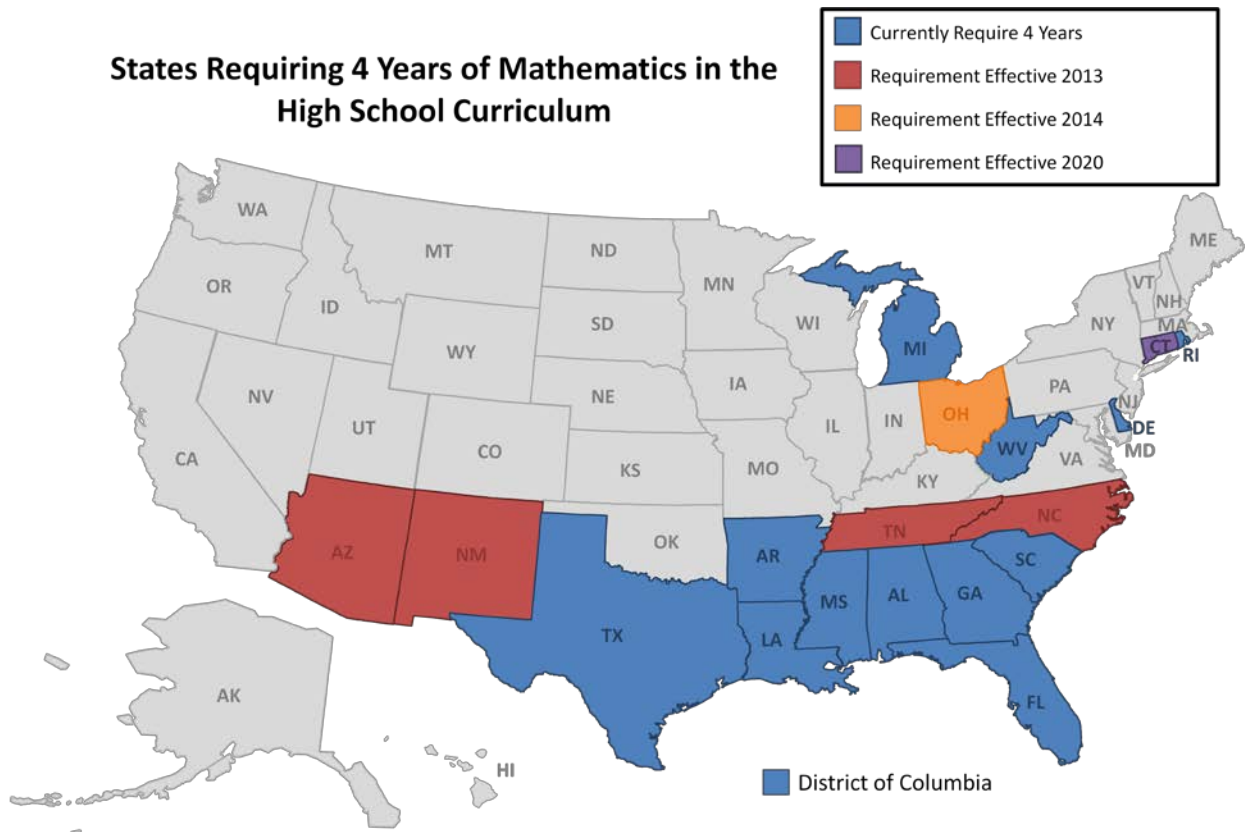 States Requiring 4 Years of Mathematics in the
High School Curriculum
Currently Require 4 Years
Requirement Effective 2013
Requirement Effective 2014
Requirement Effective 2020
WA
MT
ND
MN
ME
OR
ID
SD
WI
VT
NH
NY
MA
WY
MI
CT
RI
NV
NE
IA
PA
NJ
UT
CO
IL
IN
OH
DE
CA
KS
MO
WV
MD
VA
KY
AZ
NM
OK
TN
NC
AR
SC
TX
MS
AL
GA
LA
AK
FL
HI
District of Columbia